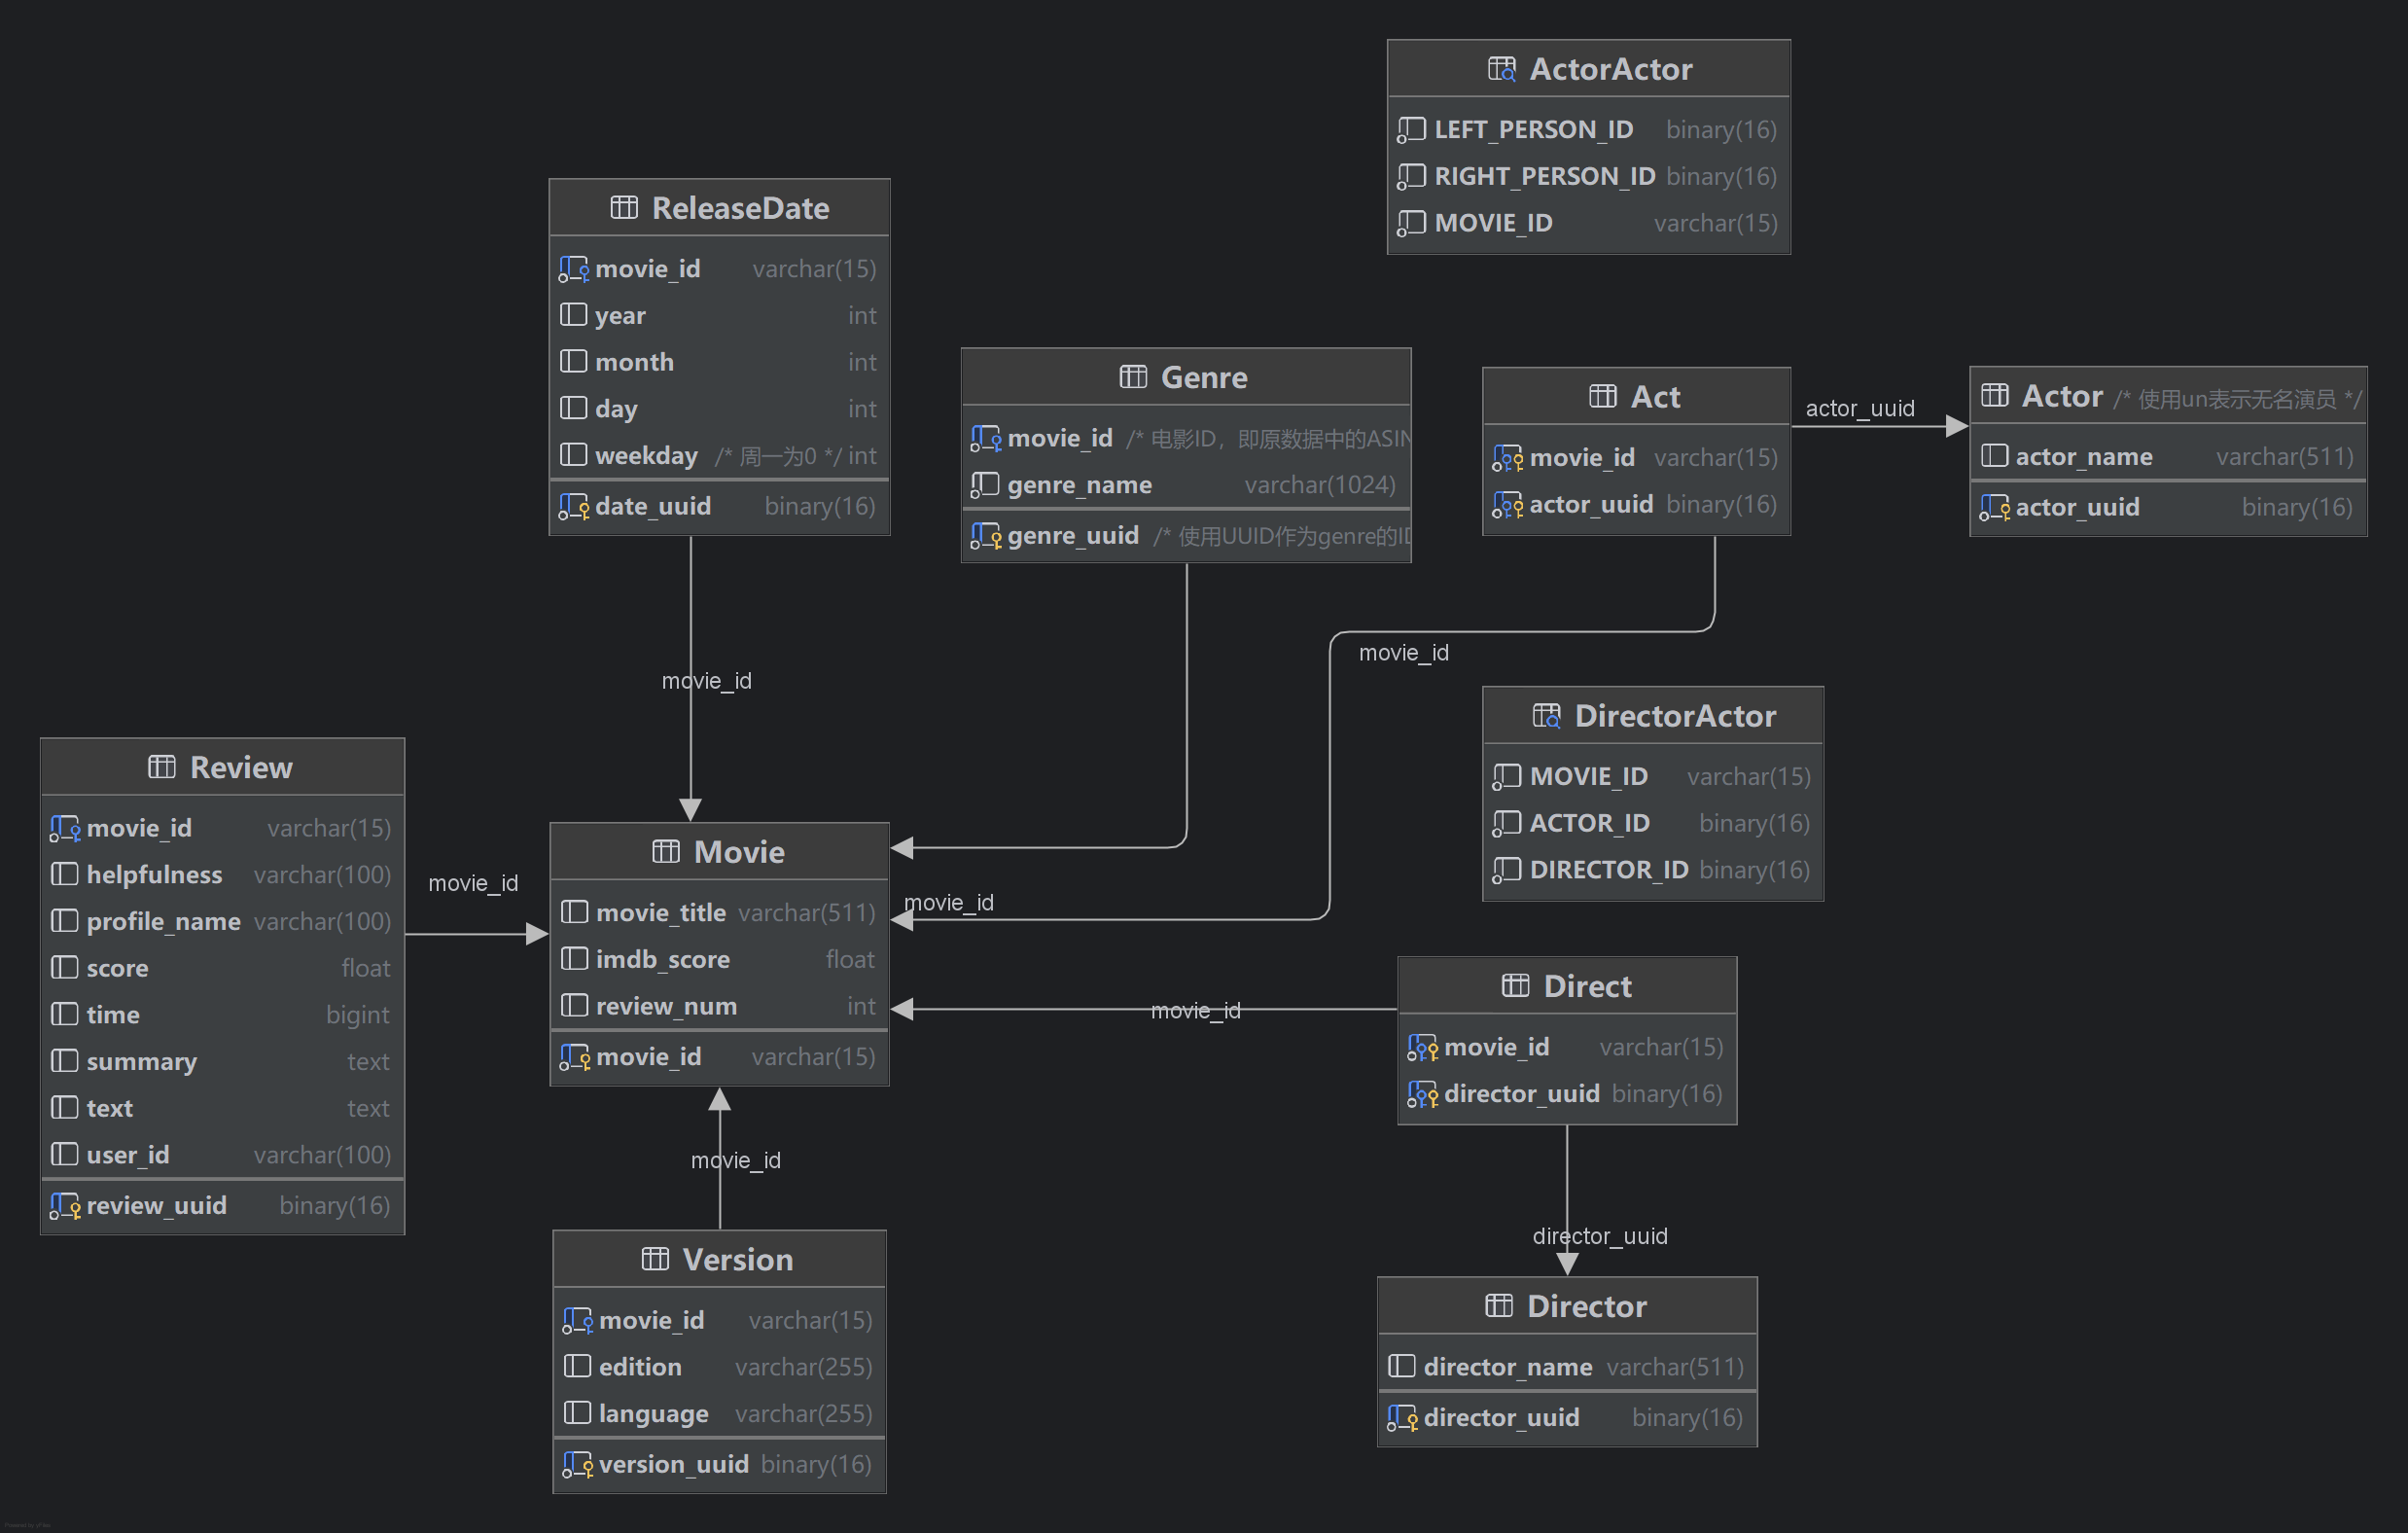 ActorActor
LEFT_PERSON_ID binary(16)
RIGHT_PERSON_ID binary(16)
MOVIE_ID varchar(15)
ReleaseDate
movie_id varchar(15)
year int
month int
day int
weekday /* 周一为0 */ int
date_uuid binary(16)
Genre
movie_id /* 电影ID，即原数据中的ASIN
genre_name varchar(1024)
genre_uuid /* 使用UUID作为genre的ID
Act
movie_id varchar(15)
actor_uuid binary(16)
actor_uuid
Actor /* 使用un表示无名演员 */
actor_name varchar(511)
actor_uuid binary(16)
movie_id
movie_id
DirectorActor
MOVIE_ID varchar(15)
ACTOR_ID binary(16)
DIRECTOR_ID binary(16)
Review
movie_id varchar(15)
helpfulness varchar(100)
profile_name varchar(100)
score float
time bigint
summary text
text text
user_id varchar(100)
review_uuid binary(16)
movie_id
Movie
movie_title varchar(511)
imdb_score float
review_num int
movie_id varchar(15)
movie_id
movie_id
Direct
movie_id varchar(15)
director_uuid binary(16)
movie_id
director_uuid
Version
movie_id varchar(15)
edition varchar(255)
language varchar(255)
version_uuid binary(16)
Director
director_name varchar(511)
director_uuid binary(16)